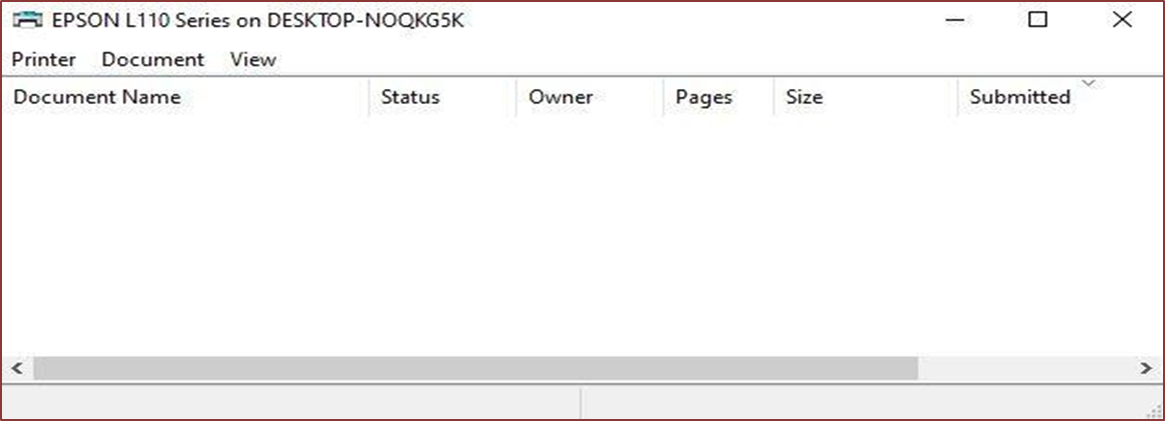 EPSON L110 Series on DESKTOP-NOQKG5K
Printer Document View
Document Name Status Owner Pages Size Submitted